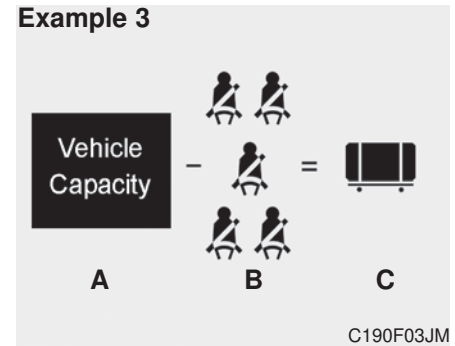 Example 3
Vehicle
Capacity
-
=
A B C
C190F03JM